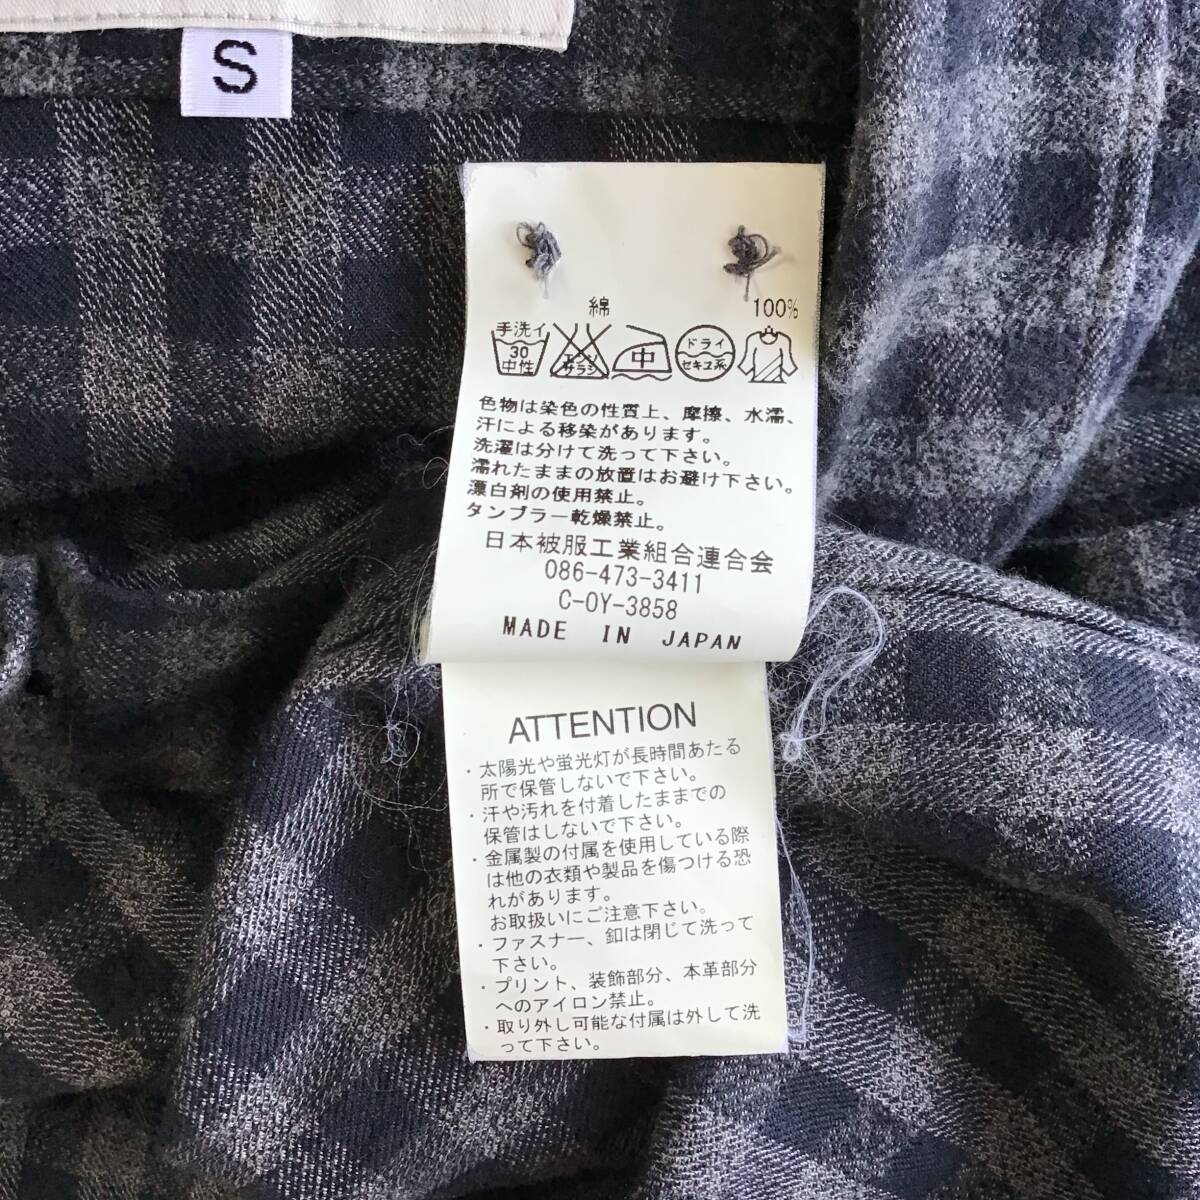 S
綿 100%
手洗イ
30
中性
エンソ
サラシ
中
ドライ
セキユ系
色物は染色の性質上、摩擦、水濡、
汗による移染があります。
洗濯は分けて洗って下さい。
濡れたままの放置はお避け下さい。
漂白剤の使用禁止。
タンブラー乾燥禁止。
日本被服工業組合連合会
086-473-3411
C-OY-3858
MADE IN JAPAN
ATTENTION
・太陽光や蛍光灯が長時間あたる
所で保管しないで下さい。
・汗や汚れを付着したままでの
保管はしないで下さい。
・金属製の付属を使用している際
は他の衣類や製品を傷つける恐
れがあります。
お取扱いにご注意下さい。
・ファスナー、釦は閉じて洗って
下さい。
・プリント、装飾部分、本革部分
へのアイロン禁止。
・取り外し可能な付属は外して洗
って下さい。